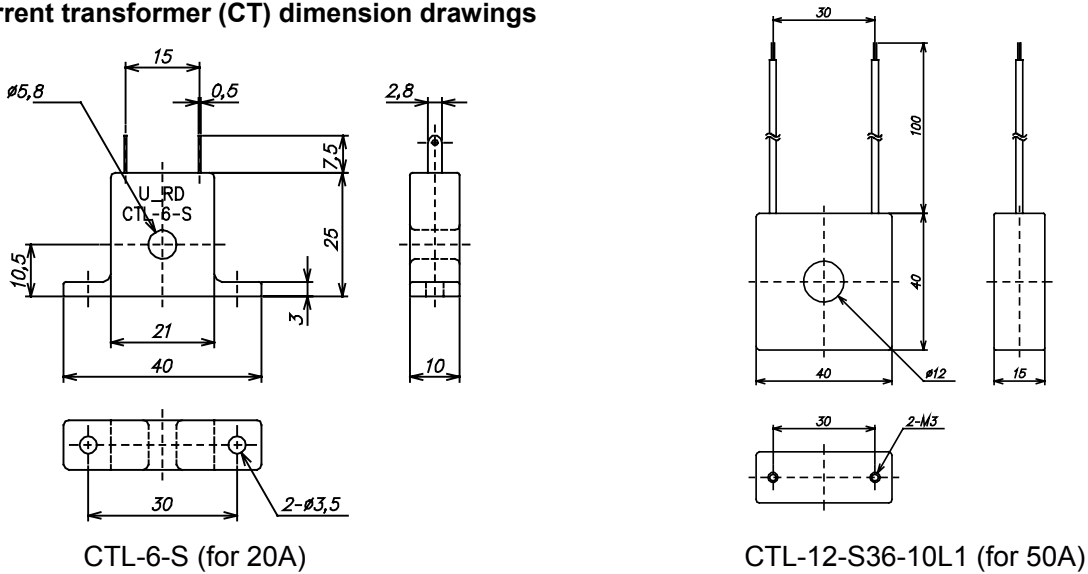 rrent transformer (CT) dimension drawings
15
ø5,8
0,5
7,5
U_RD
CTL-6-S
25
10,5
3
21
40
2,8
10
30
2-ø3,5
CTL-6-S (for 20A)
30
100
40
40
ø12
15
30
2-M3
CTL-12-S36-10L1 (for 50A)